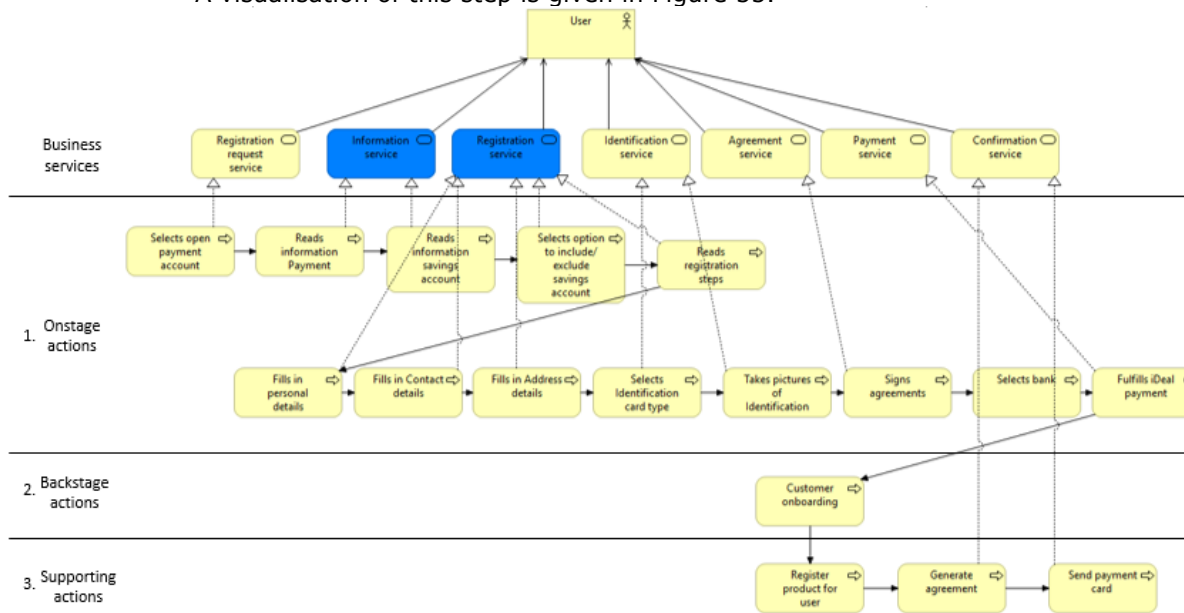 A visualisation of this step is given in Figure 55.
User
Business
services
Registration
request
service
Information
service
Registration
service
Identification
service
Agreement
service
Payment
service
Confirmation
service
Selects open
payment
account
Reads
information
Payment
Reads
information
savings
account
Selects option
to include/
exclude
savings
account
Reads
registration
steps
1. Onstage
actions
Fills in
personal
details
Fills in Contact
details
Fills in Address
details
Selects
Identification
card type
Takes pictures
of
Identification
Signs
agreements
Selects bank
Fulfills iDeal
payment
2. Backstage
actions
Customer
onboarding
3. Supporting
actions
Register
product for
user
Generate
agreement
Send payment
card